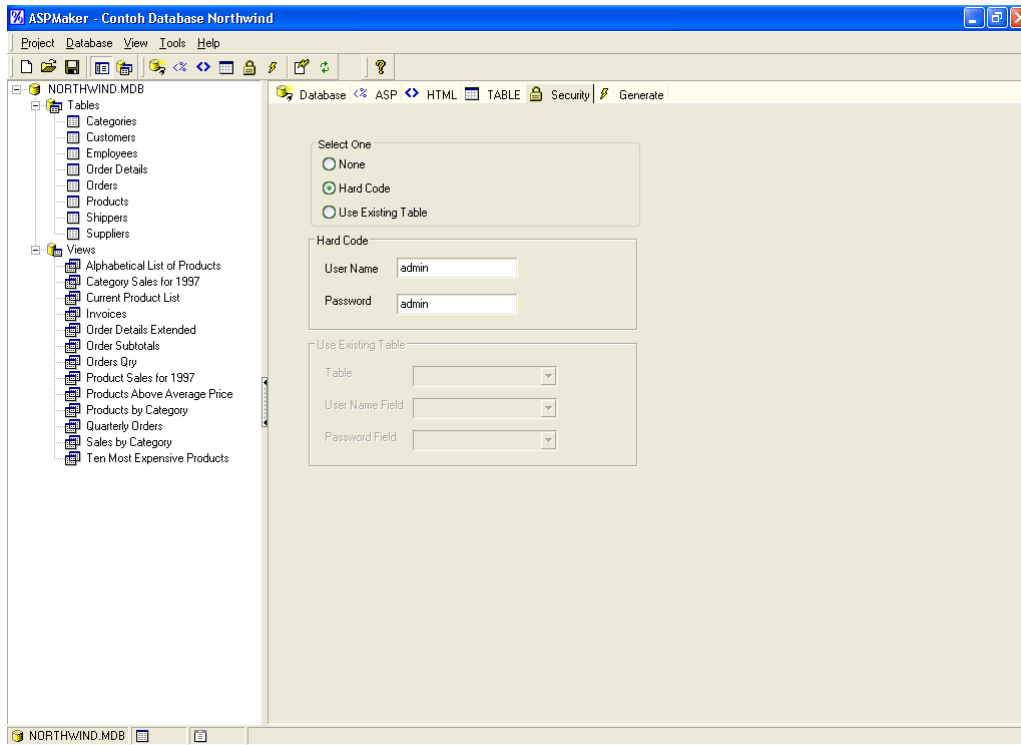 ASPMaker - Contoh Database Northwind
Project Database View Tools Help
NORTHWIND.MDB
Tables
Categories
Customers
Employees
Order Details
Orders
Products
Shippers
Suppliers
Views
Alphabetical List of Products
Category Sales for 1997
Current Product List
Invoices
Order Details Extended
Order Subtotals
Orders Qry
Product Sales for 1997
Products Above Average Price
Products by Category
Quarterly Orders
Sales by Category
Ten Most Expensive Products
Database ASP HTML TABLE Security Generate
Select One
None
Hard Code
Use Existing Table
Hard Code
User Name admin
Password admin
Use Existing Table
Table
User Name Field
Password Field
NORTHWIND.MDB